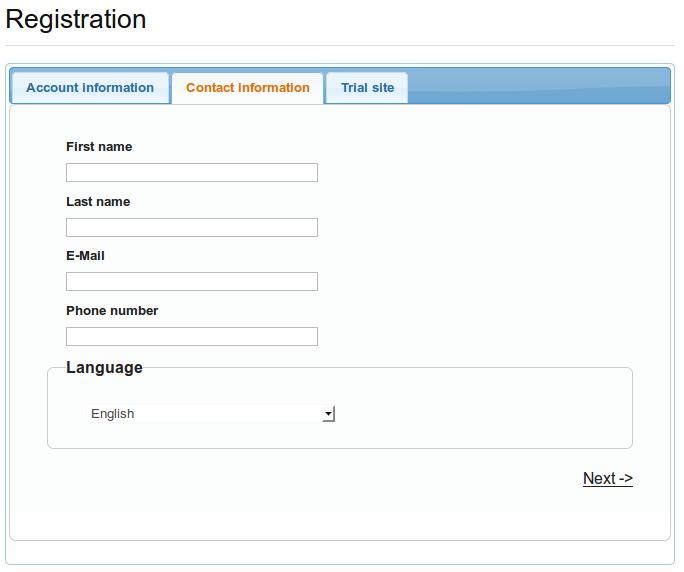 Registration
Account information Contact information Trial site
First name
Last name
E-Mail
Phone number
Language
English
Next ->